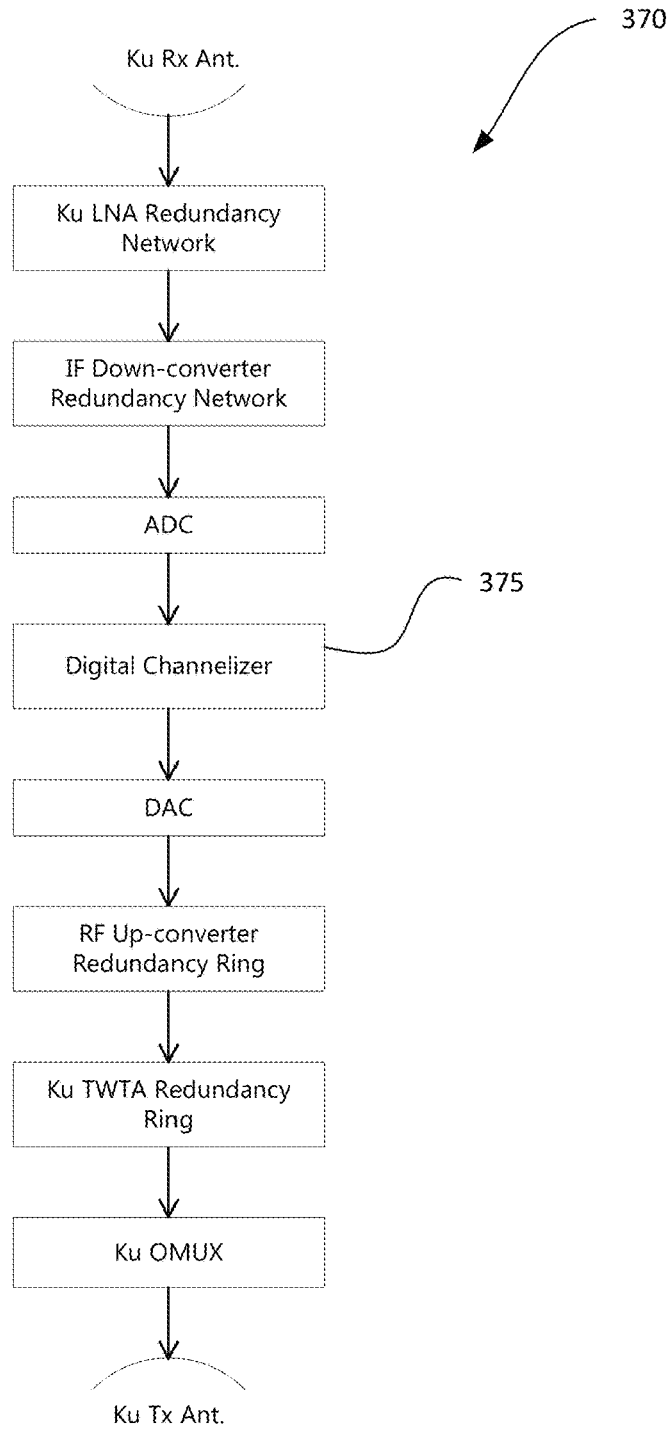 370
Ku Rx Ant.
Ku LNA Redundancy
Network
IF Down-converter
Redundancy Network
ADC
375
Digital Channelizer
DAC
RF Up-converter
Redundancy Ring
Ku TWTA Redundancy
Ring
Ku OMUX
Ku Tx Ant.